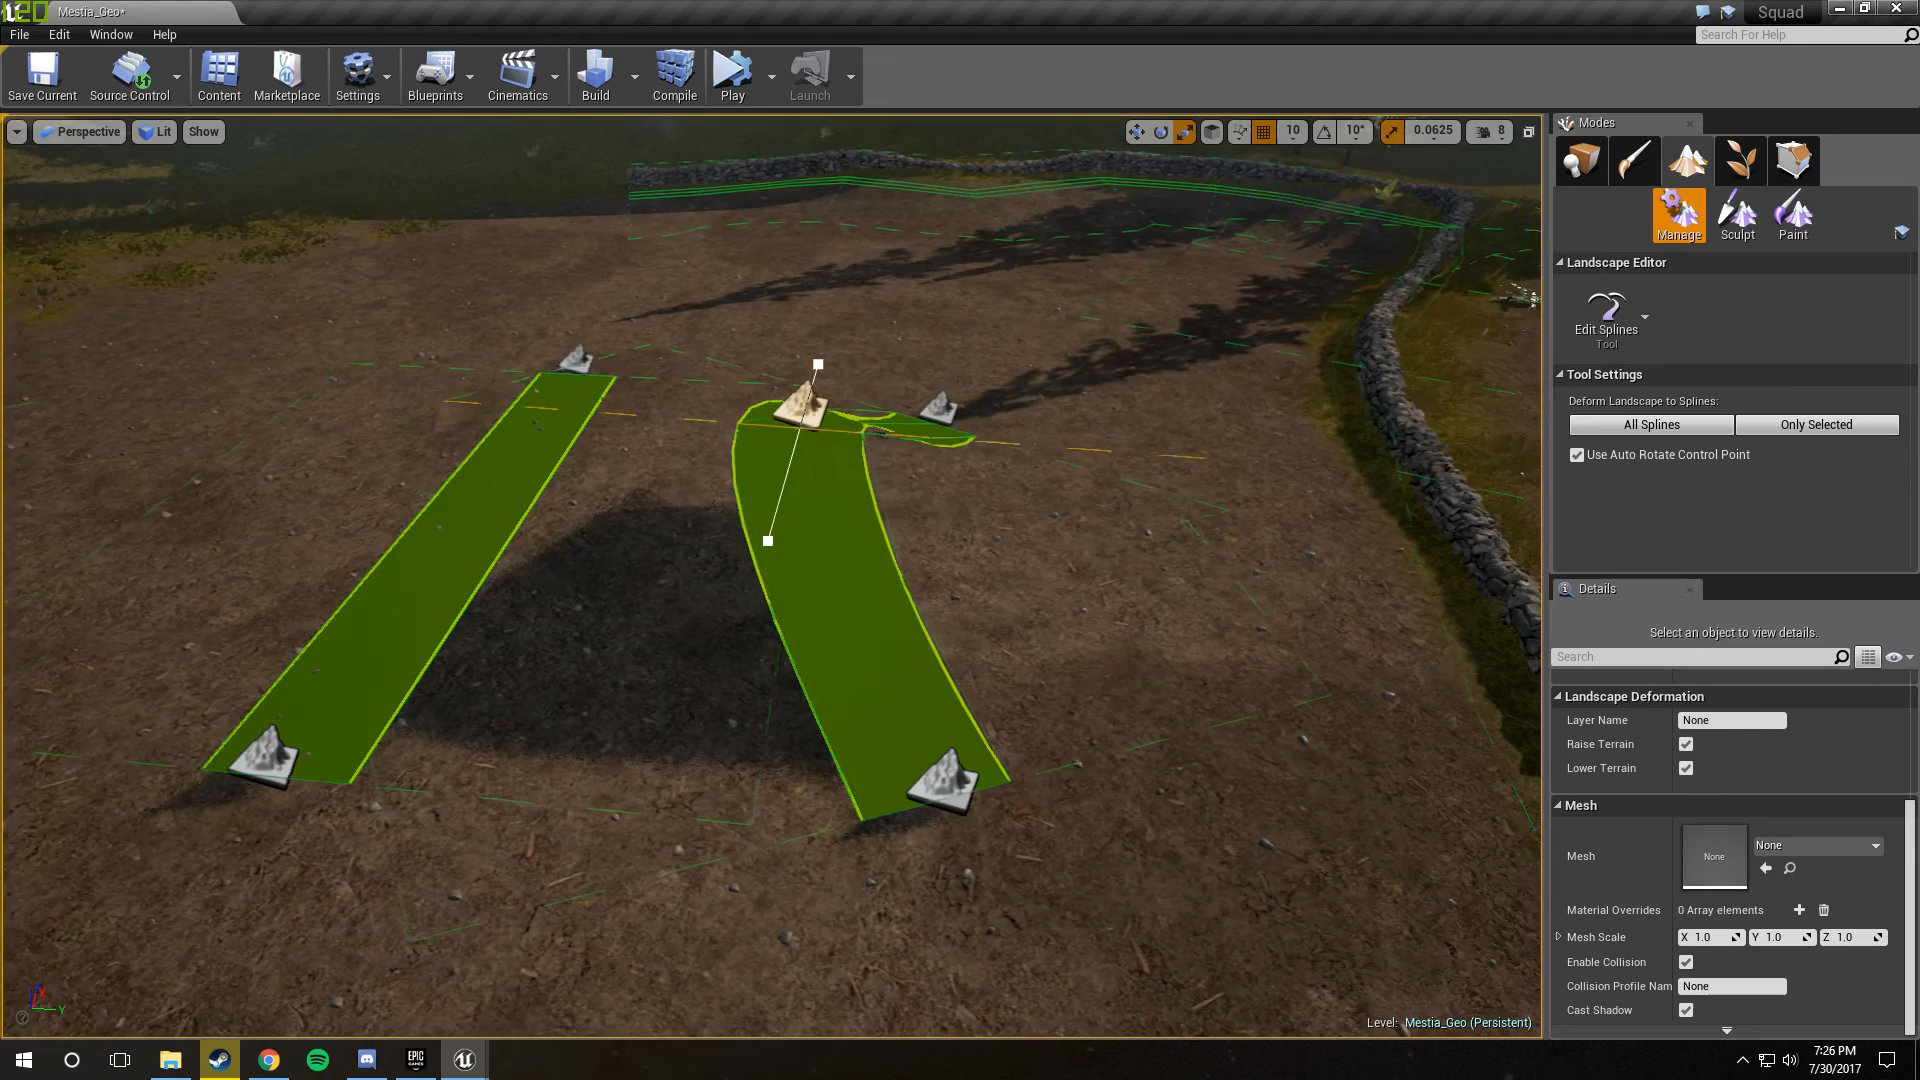 120
Mestia_Geo*
Squad
File Edit Window Help
Search For Help
Save Current Source Control Content Marketplace Settings Blueprints Cinematics Build Compile Play Launch
Perspective Lit Show
10 10° 0.0625 8
Modes
Manage Sculpt Paint
Landscape Editor
Edit Splines
Tool
Tool Settings
Deform Landscape to Splines:
All Splines Only Selected
Use Auto Rotate Control Point
Details
Select an object to view details.
Search
Landscape Deformation
Layer Name None
Raise Terrain
Lower Terrain
Mesh
Mesh None None
Material Overrides 0 Array elements
Mesh Scale X 1.0 Y 1.0 Z 1.0
Enable Collision
Collision Profile Nam None
Cast Shadow
Y
Level: Mestia_Geo (Persistent)
EPIC GAMES
7:26 PM
7/30/2017